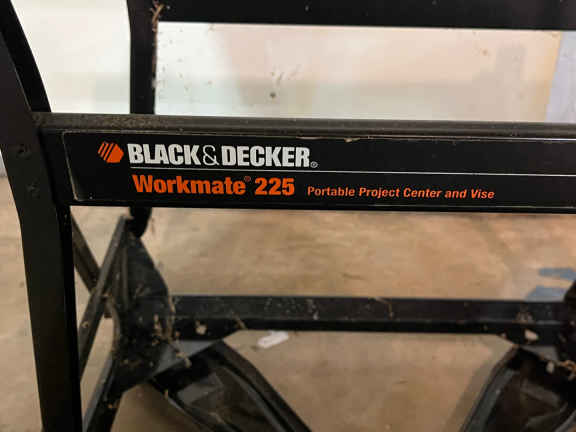 BLACK&DECKER®
Workmate® 225 Portable Project Center and Vise